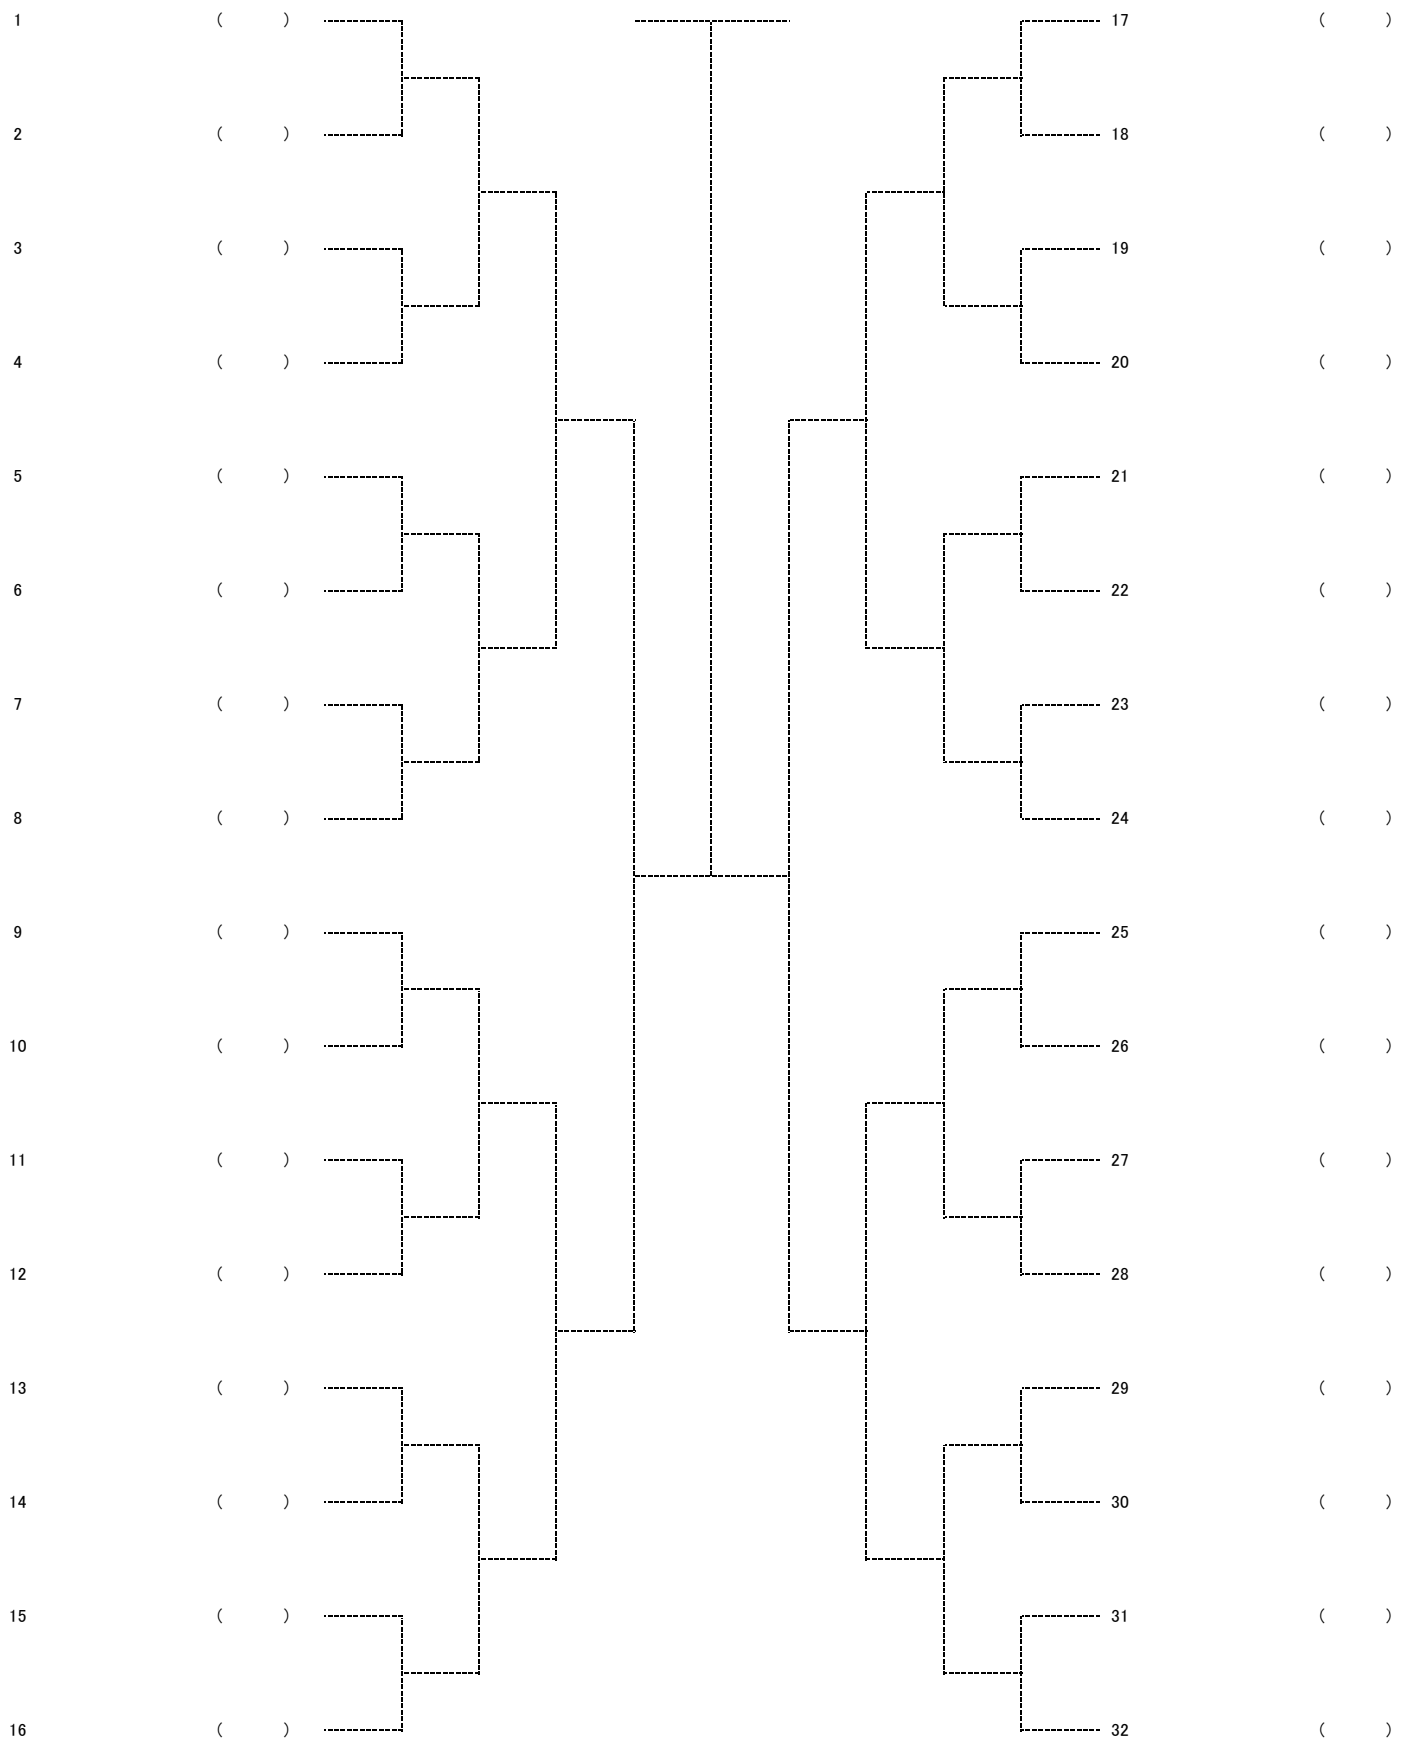 1 ( ) 17 ( )
2 ( ) 18 ( )
3 ( ) 19 ( )
4 ( ) 20 ( )
5 ( ) 21 ( )
6 ( ) 22 ( )
7 ( ) 23 ( )
8 ( ) 24 ( )
9 ( ) 25 ( )
10 ( ) 26 ( )
11 ( ) 27 ( )
12 ( ) 28 ( )
13 ( ) 29 ( )
14 ( ) 30 ( )
15 ( ) 31 ( )
16 ( ) 32 ( )